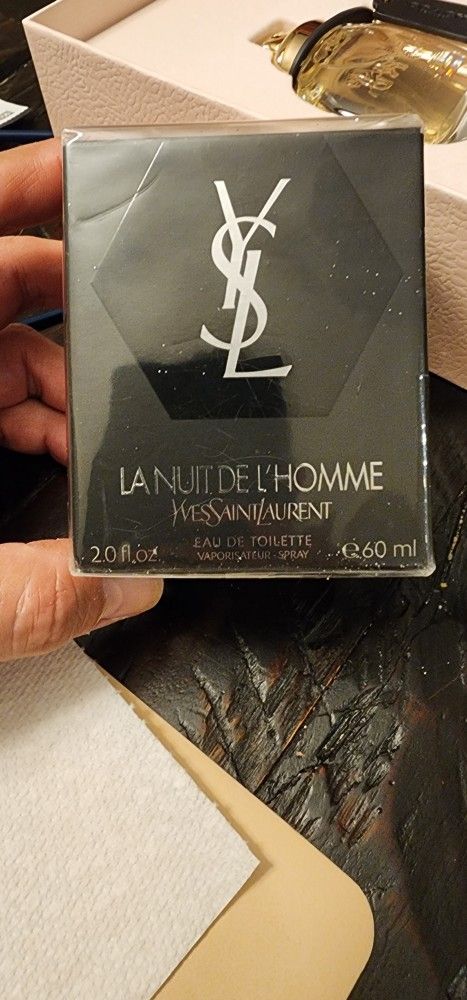 YSL
LA NUIT DE L'HOMME
YVESSAINTLAURENT
EAU DE TOILETTE
2.0 fl.oz. VAPORISATEUR - SPRAY ℮60 ml